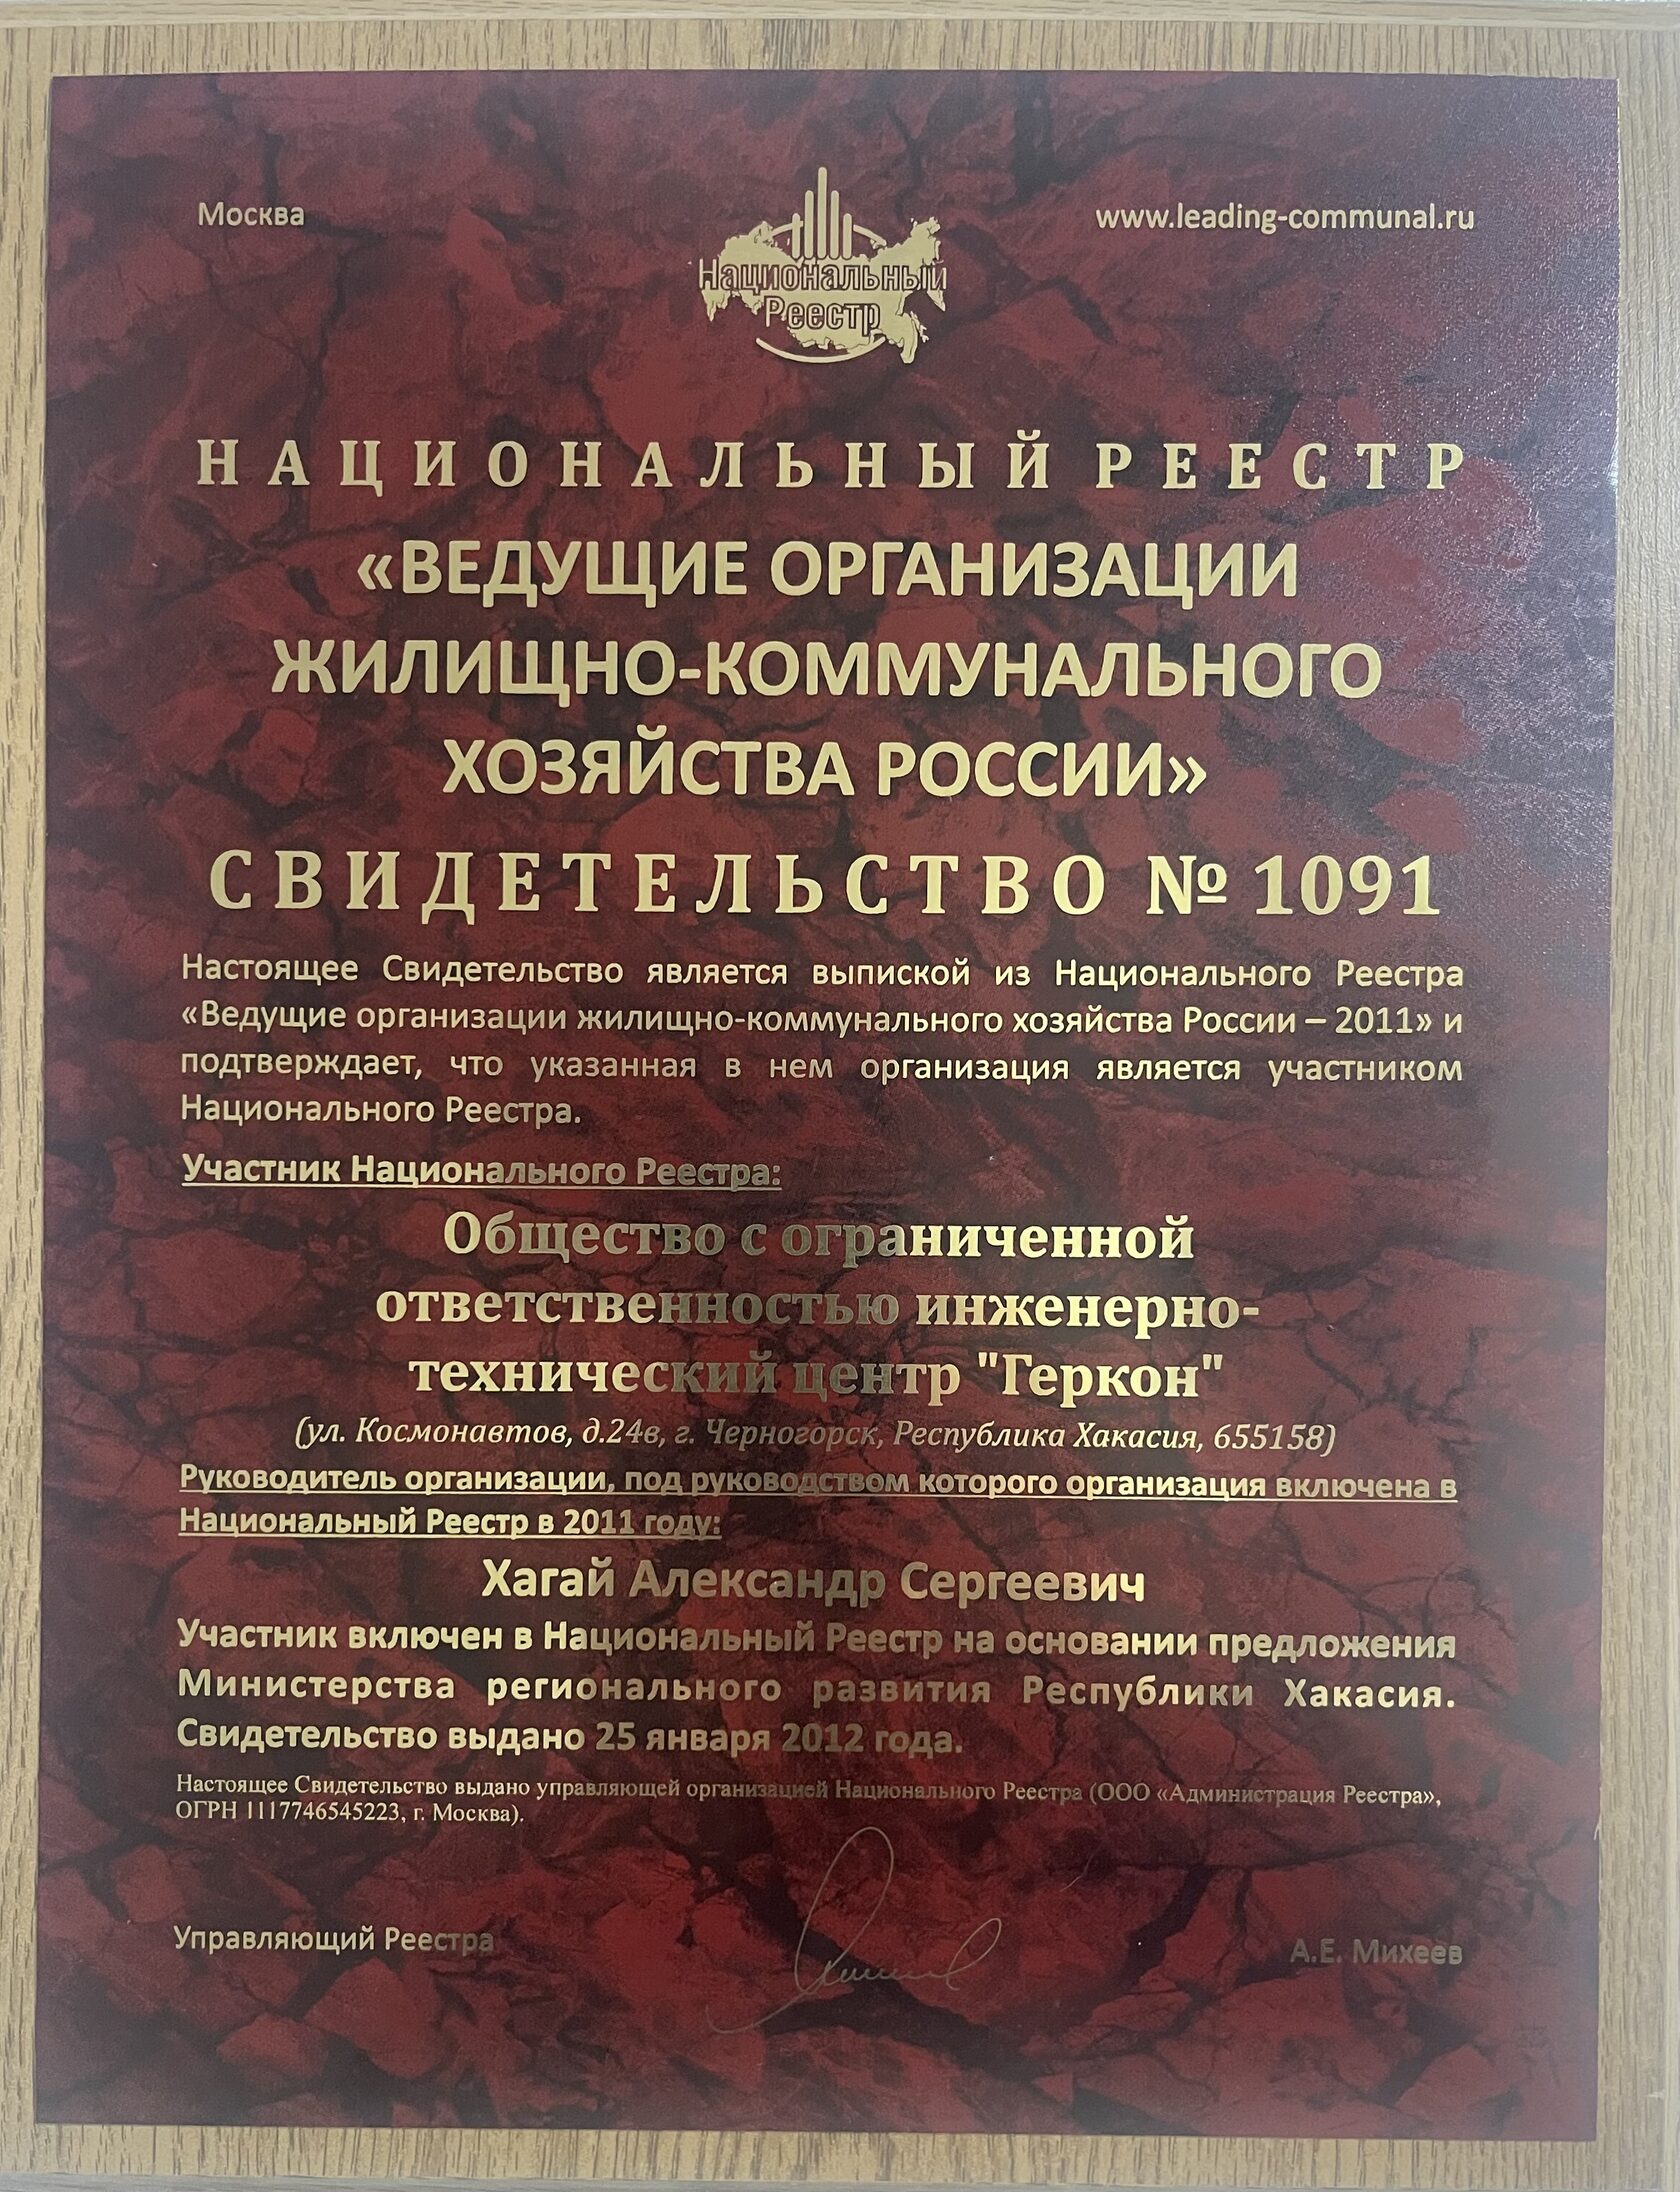 Москва
www.leading-communal.ru
Национальный
Реестр
НАЦИОНАЛЬНЫЙ РЕЕСТР
«ВЕДУЩИЕ ОРГАНИЗАЦИИ
ЖИЛИЩНО-КОММУНАЛЬНОГО
ХОЗЯЙСТВА РОССИИ»
СВИДЕТЕЛЬСТВО № 1091
Настоящее Свидетельство является выпиской из Национального Реестра
«Ведущие организации жилищно-коммунального хозяйства России – 2011» и
подтверждает, что указанная в нем организация является участником
Национального Реестра.
Участник Национального Реестра:
Общество с ограниченной
ответственностью инженерно-
технический центр "Геркон"
(ул. Космонавтов, д.24в, г. Черногорск, Республика Хакасия, 655158)
Руководитель организации, под руководством которого организация включена в
Национальный Реестр в 2011 году:
Хагай Александр Сергеевич
Участник включен в Национальный Реестр на основании предложения
Министерства регионального развития Республики Хакасия.
Свидетельство выдано 25 января 2012 года.
Настоящее Свидетельство выдано управляющей организацией Национального Реестра (ООО «Администрация Реестра»,
ОГРН 1117746545223, г. Москва).
Управляющий Реестра
А.Е. Михеев